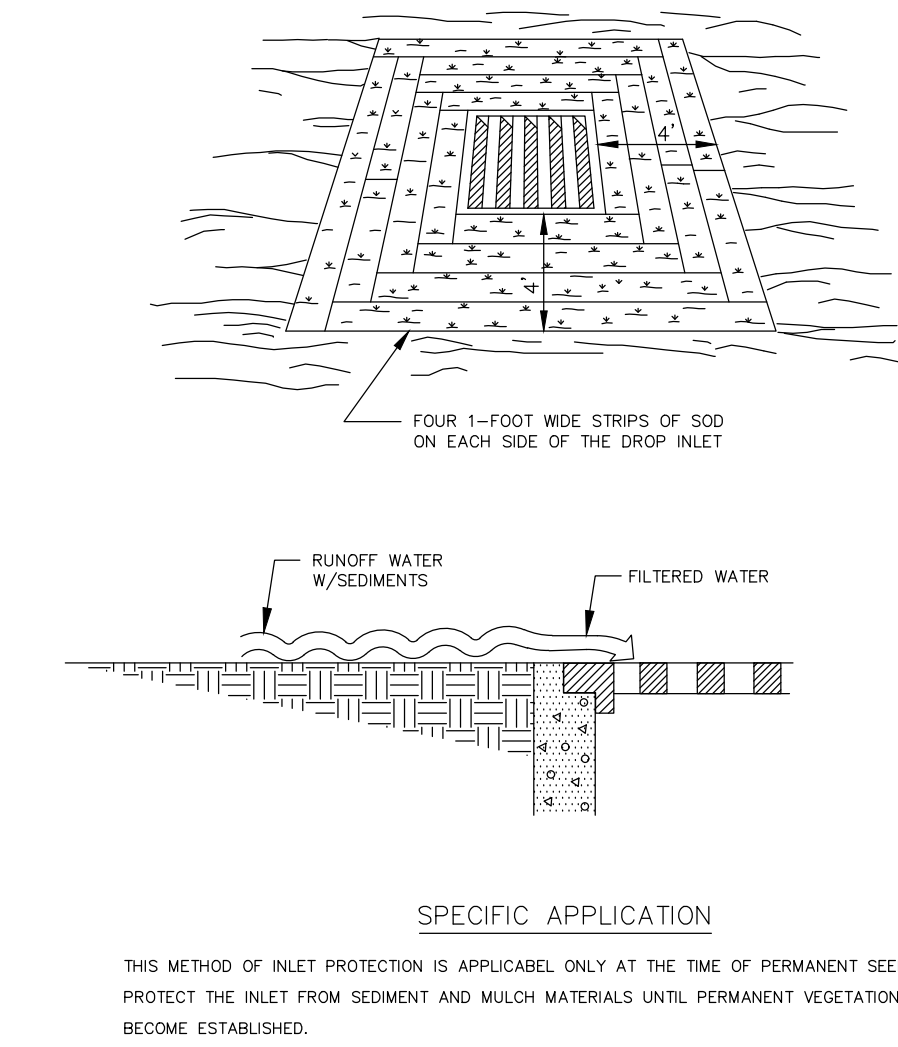 4'
4'
FOUR 1-FOOT WIDE STRIPS OF SOD
ON EACH SIDE OF THE DROP INLET
RUNOFF WATER
W/SEDIMENTS
FILTERED WATER
SPECIFIC APPLICATION
THIS METHOD OF INLET PROTECTION IS APPLICABEL ONLY AT THE TIME OF PERMANENT SEE
PROTECT THE INLET FROM SEDIMENT AND MULCH MATERIALS UNTIL PERMANENT VEGETATION
BECOME ESTABLISHED.